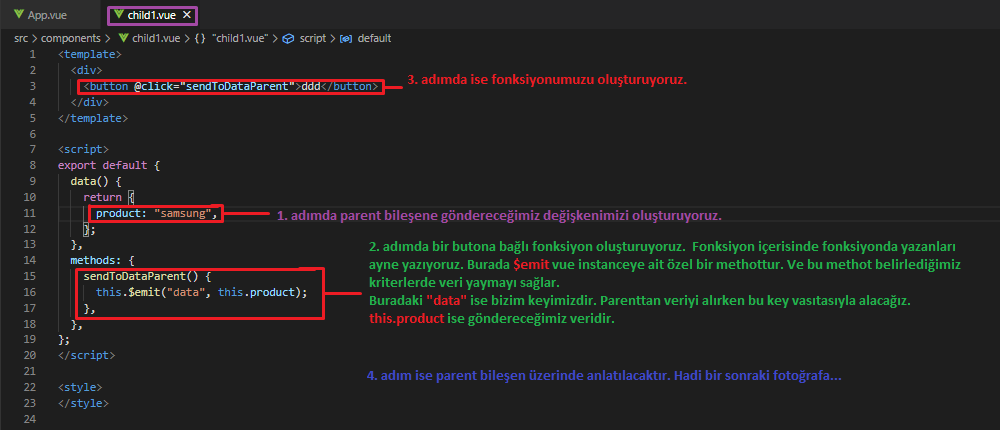 App.vue child1.vue ×
src > components > child1.vue > {} "child1.vue" > script > default
1 <template>
2 <div>
3 <button @click="sendToDataParent">ddd</button> 3. adımda ise fonksiyonumuzu oluşturuyoruz.
4 </div>
5 </template>
6
7 <script>
8 export default {
9 data() {
10 return {
11 product: "samsung", 1. adımda parent bileşene göndereceğimiz değişkenimizi oluşturuyoruz.
12 };
13 },
14 methods: {
15 sendToDataParent() {
16 this.$emit("data", this.product);
17 },
18 },
19 };
20 </script>
21
22 <style>
23 </style>
24
2. adımda bir butona bağlı fonksiyon oluşturuyoruz. Fonksiyon içerisinde fonksiyonda yazanları
ayne yazıyoruz. Burada $emit vue instanceye ait özel bir methottur. Ve bu methot belirlediğimiz
kriterlerde veri yaymayı sağlar.
Buradaki "data" ise bizim keyimizdir. Parenttan veriyi alırken bu key vasıtasıyla alacağız.
this.product ise göndereceğimiz veridir.
4. adım ise parent bileşen üzerinde anlatılacaktır. Hadi bir sonraki fotoğrafa...